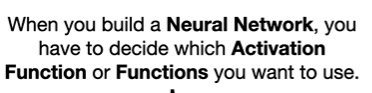 When you build a Neural Network, you
have to decide which Activation
Function or Functions you want to use.